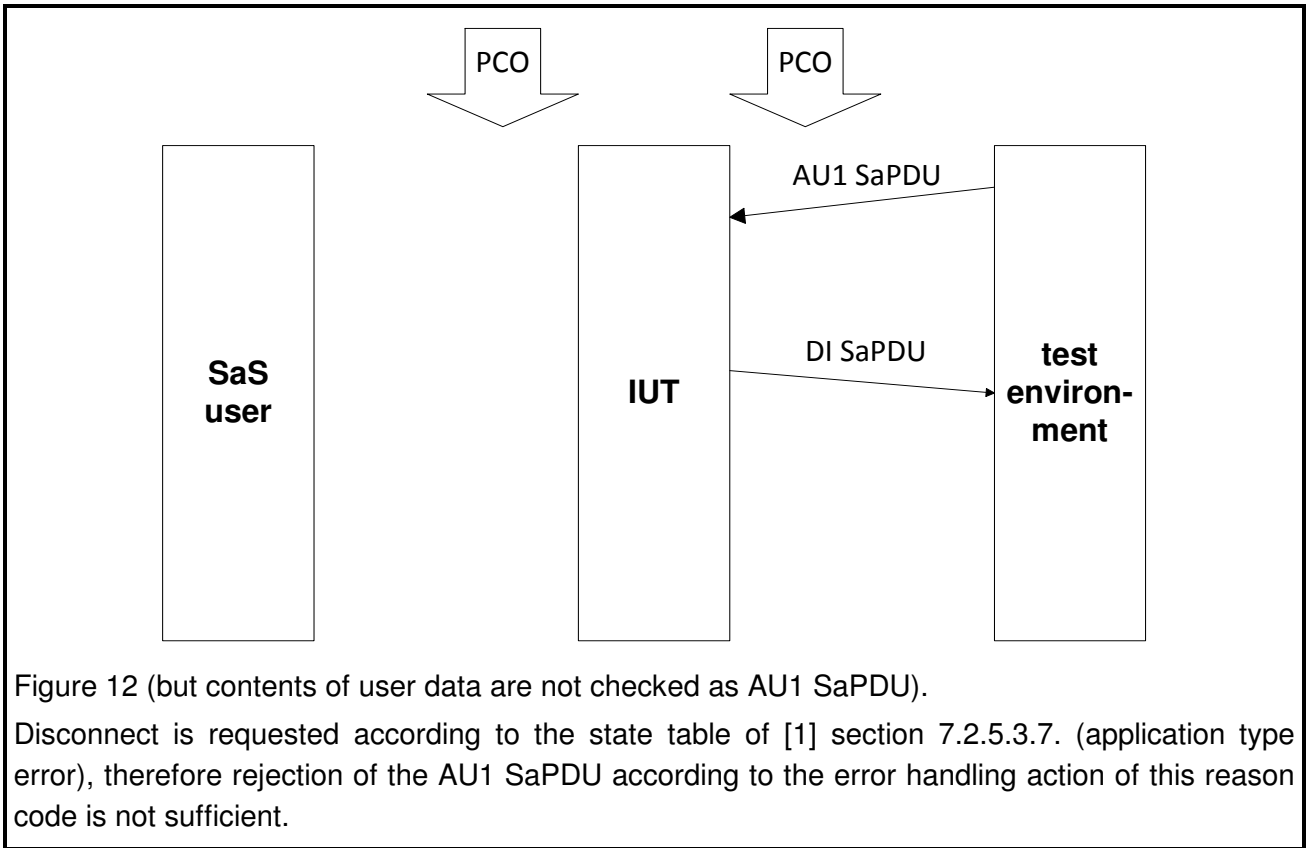 PCO PCO
AU1 SaPDU
DI SaPDU
SaS
user
IUT
test
environ-
ment
Figure 12 (but contents of user data are not checked as AU1 SaPDU).
Disconnect is requested according to the state table of [1] section 7.2.5.3.7. (application type
error), therefore rejection of the AU1 SaPDU according to the error handling action of this reason
code is not sufficient.